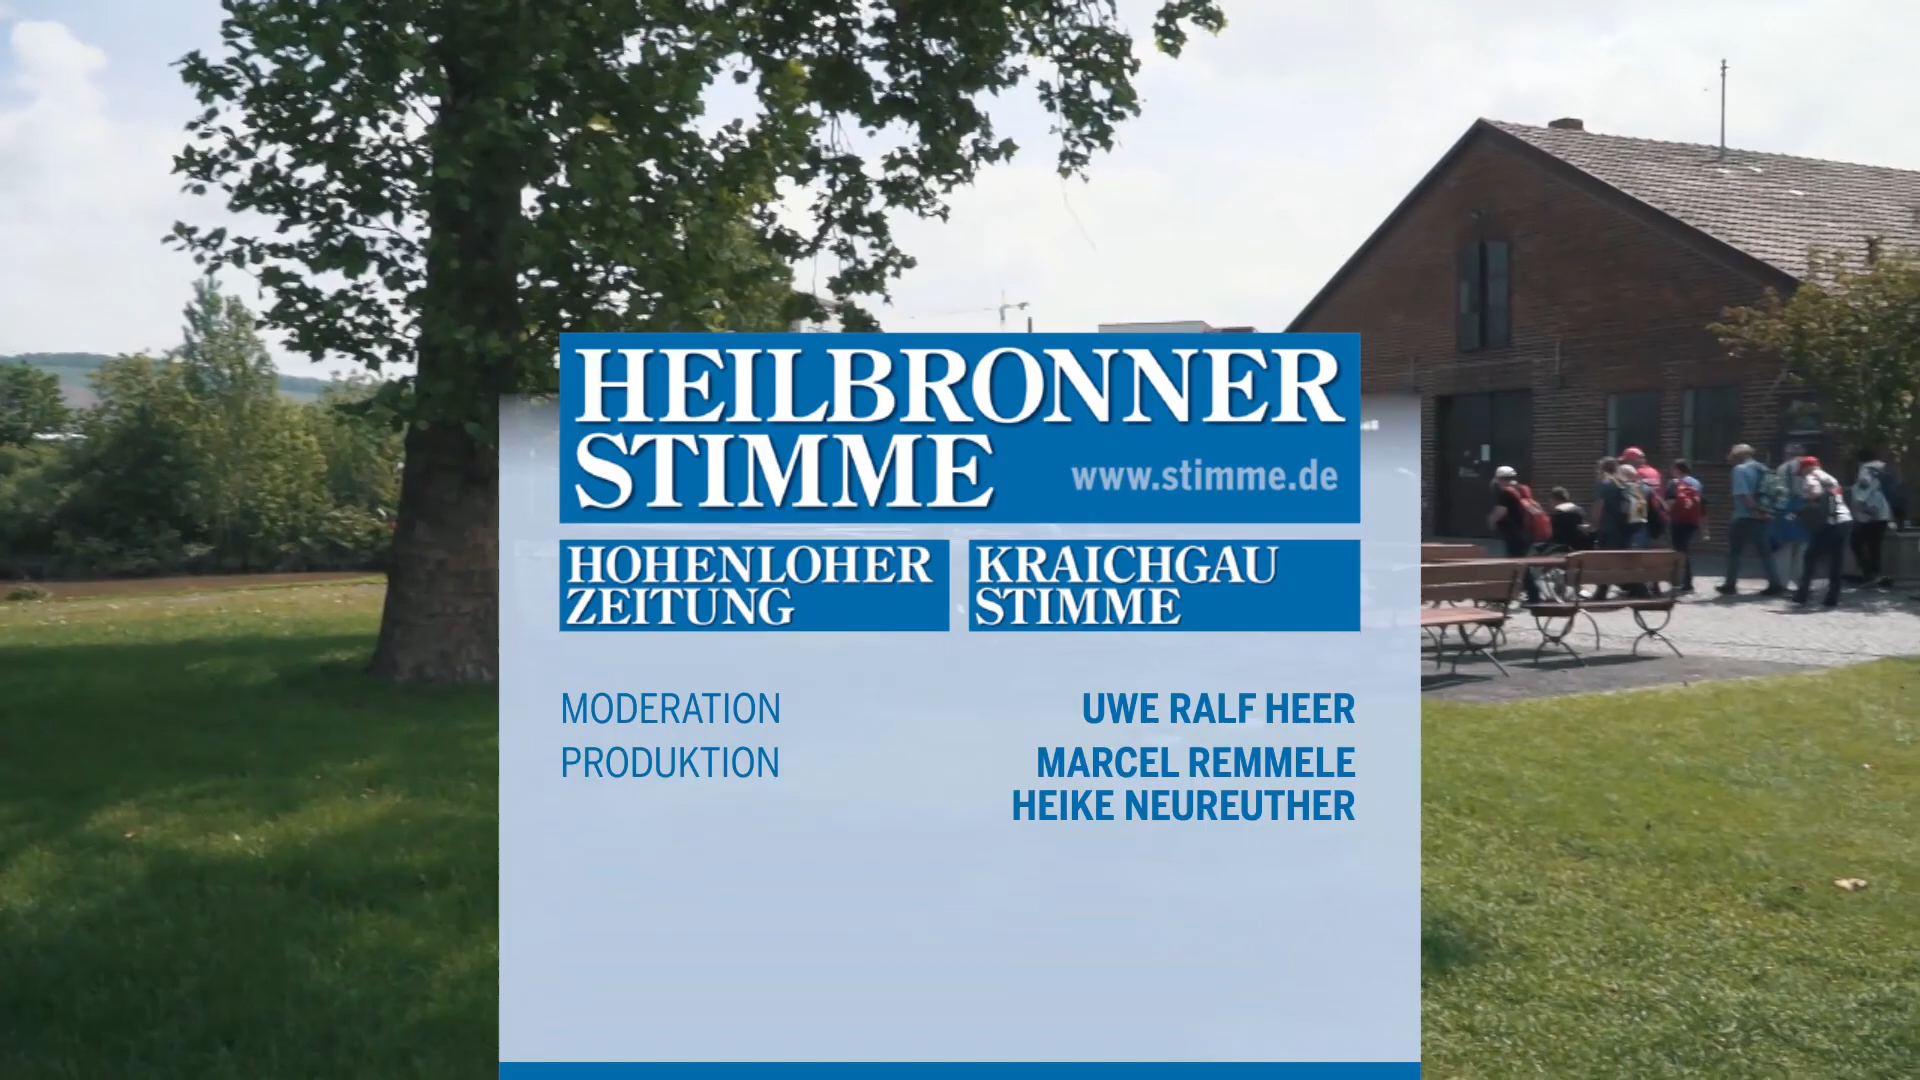 HEILBRONNER
STIMME
www.stimme.de
HOHENLOHER
ZEITUNG
KRAICHGAU
STIMME
MODERATION UWE RALF HEER
PRODUKTION MARCEL REMMELE
HEIKE NEUREUTHER